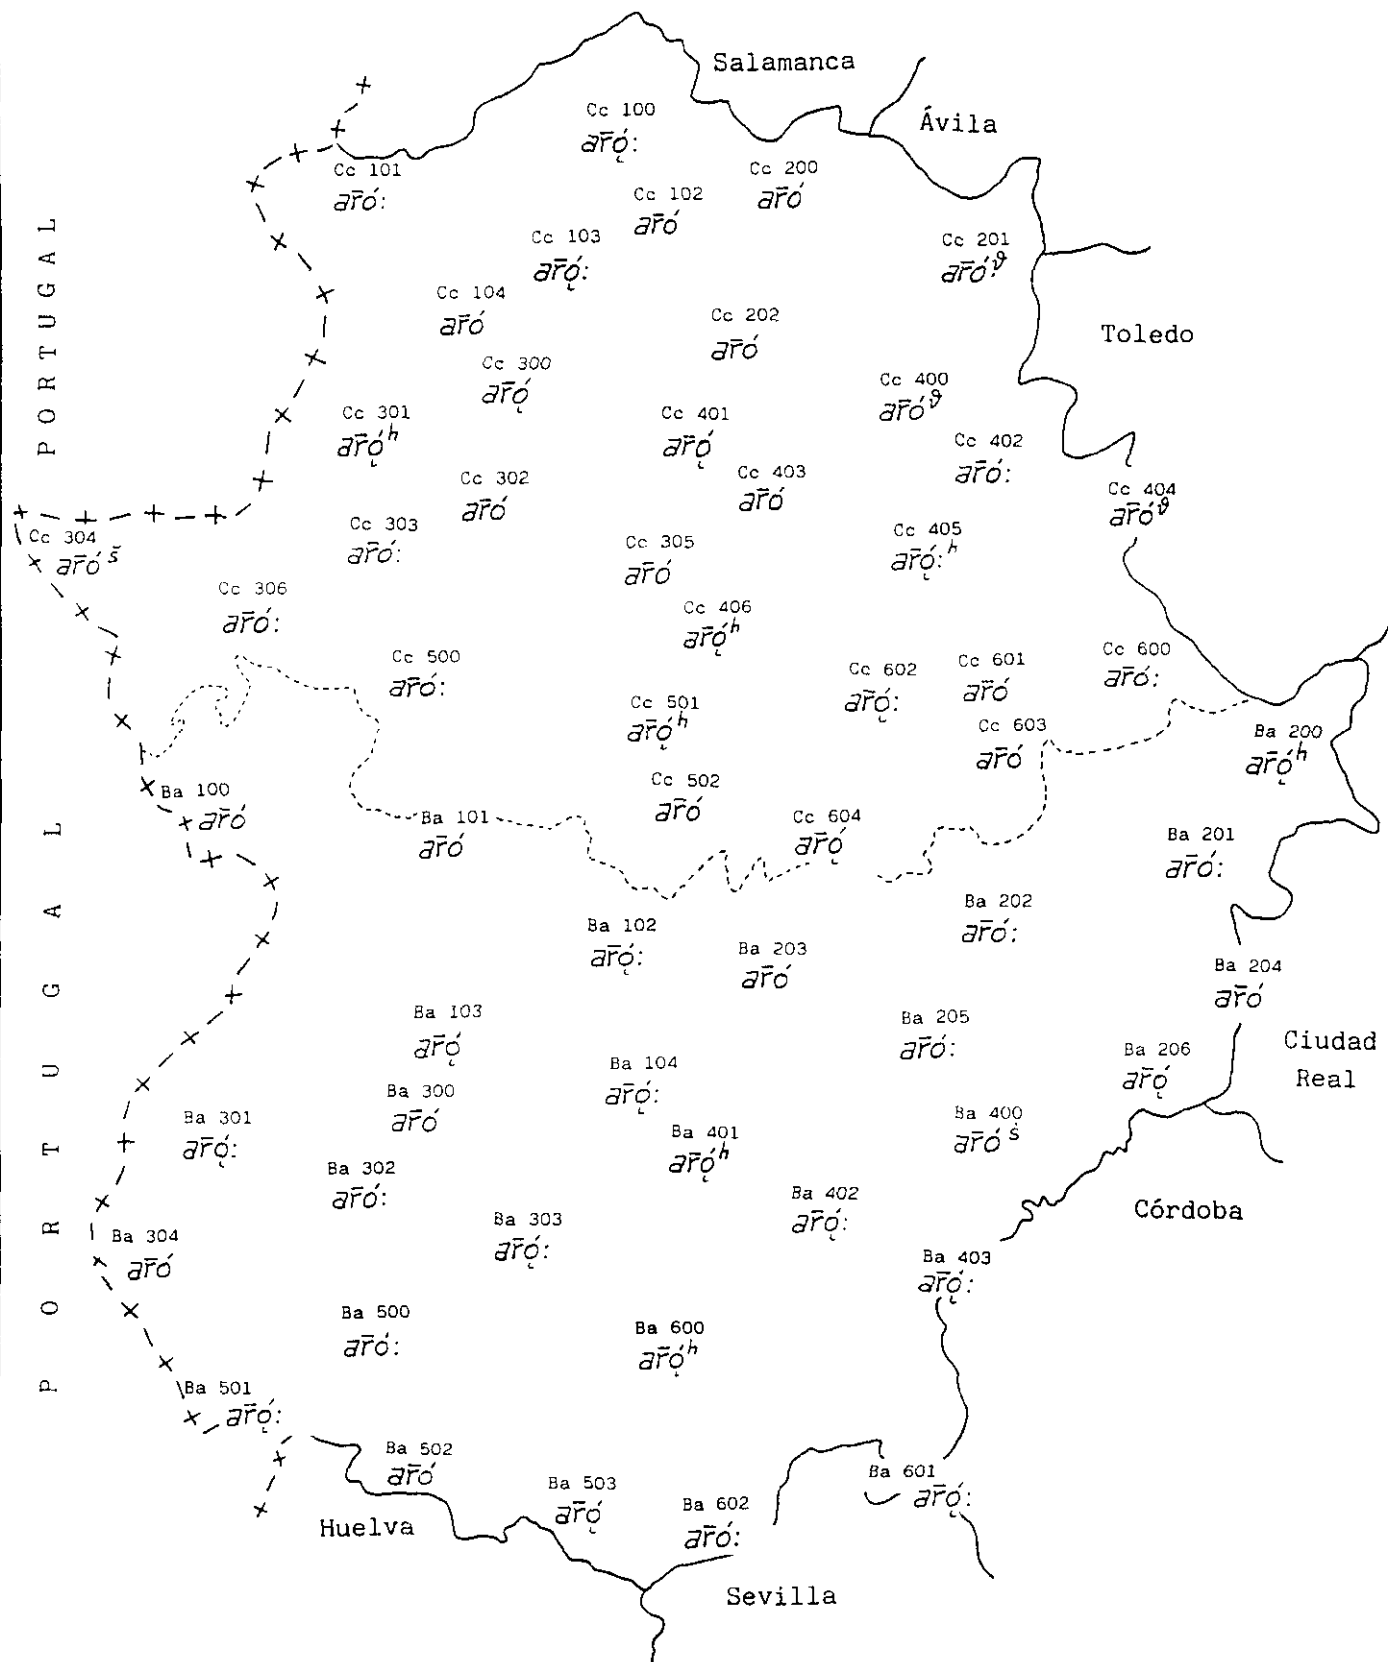 Salamanca
Ávila
Cc 100
ar̄ǫ́:
Cc 101
ar̄ó:
Cc 200
ar̄ó
Cc 102
ar̄ó
Cc 103
ar̄ǫ́:
Cc 201
ar̄ó:ᶿ
Cc 104
ar̄ó
Cc 202
ar̄ó
Toledo
Cc 300
ar̄ǫ́
Cc 400
ar̄óᶿ
Cc 301
ar̄ǫ́ʰ
Cc 401
ar̄ǫ́
Cc 402
ar̄ó:
Cc 302
ar̄ó
Cc 403
ar̄ó
Cc 404
ar̄óᶿ
Cc 303
ar̄ó:
Cc 304
ar̄ó š
Cc 405
ar̄ǫ́:ʰ
Cc 305
ar̄ó
Cc 306
ar̄ó:
Cc 406
ar̄ǫ́ʰ
Cc 500
ar̄ó:
Cc 602
ar̄ǫ́:
Cc 601
ar̄ó
Cc 600
ar̄ó:
Cc 501
ar̄ǫ́ʰ
Cc 603
ar̄ó
Ba 200
ar̄ǫ́ʰ
Cc 502
ar̄ó
Ba 100
ar̄ó
Ba 101
ar̄ó
Cc 604
ar̄ǫ́
Ba 201
ar̄ó:
Ba 202
ar̄ó:
Ba 102
ar̄ǫ́:
Ba 203
ar̄ó
Ba 204
ar̄ó
Ba 103
ar̄ǫ́
Ba 205
ar̄ó:
Ciudad
Real
Ba 104
ar̄ǫ́:
Ba 206
ar̄ǫ́
Ba 300
ar̄ó
Ba 301
ar̄ǫ́:
Ba 401
ar̄ǫ́ʰ
Ba 400
ar̄ó ṡ
Ba 302
ar̄ó:
Ba 402
ar̄ǫ́:
Córdoba
Ba 303
ar̄ǫ́:
Ba 304
ar̄ó
Ba 403
ar̄ǫ́:
Ba 500
ar̄ó:
Ba 600
ar̄ǫ́ʰ
Ba 501
ar̄ǫ́:
Ba 502
ar̄ó
Ba 503
ar̄ǫ́
Ba 601
ar̄ǫ́:
Ba 602
ar̄ó:
Huelva
Sevilla
PORTUGAL
PORTUGAL